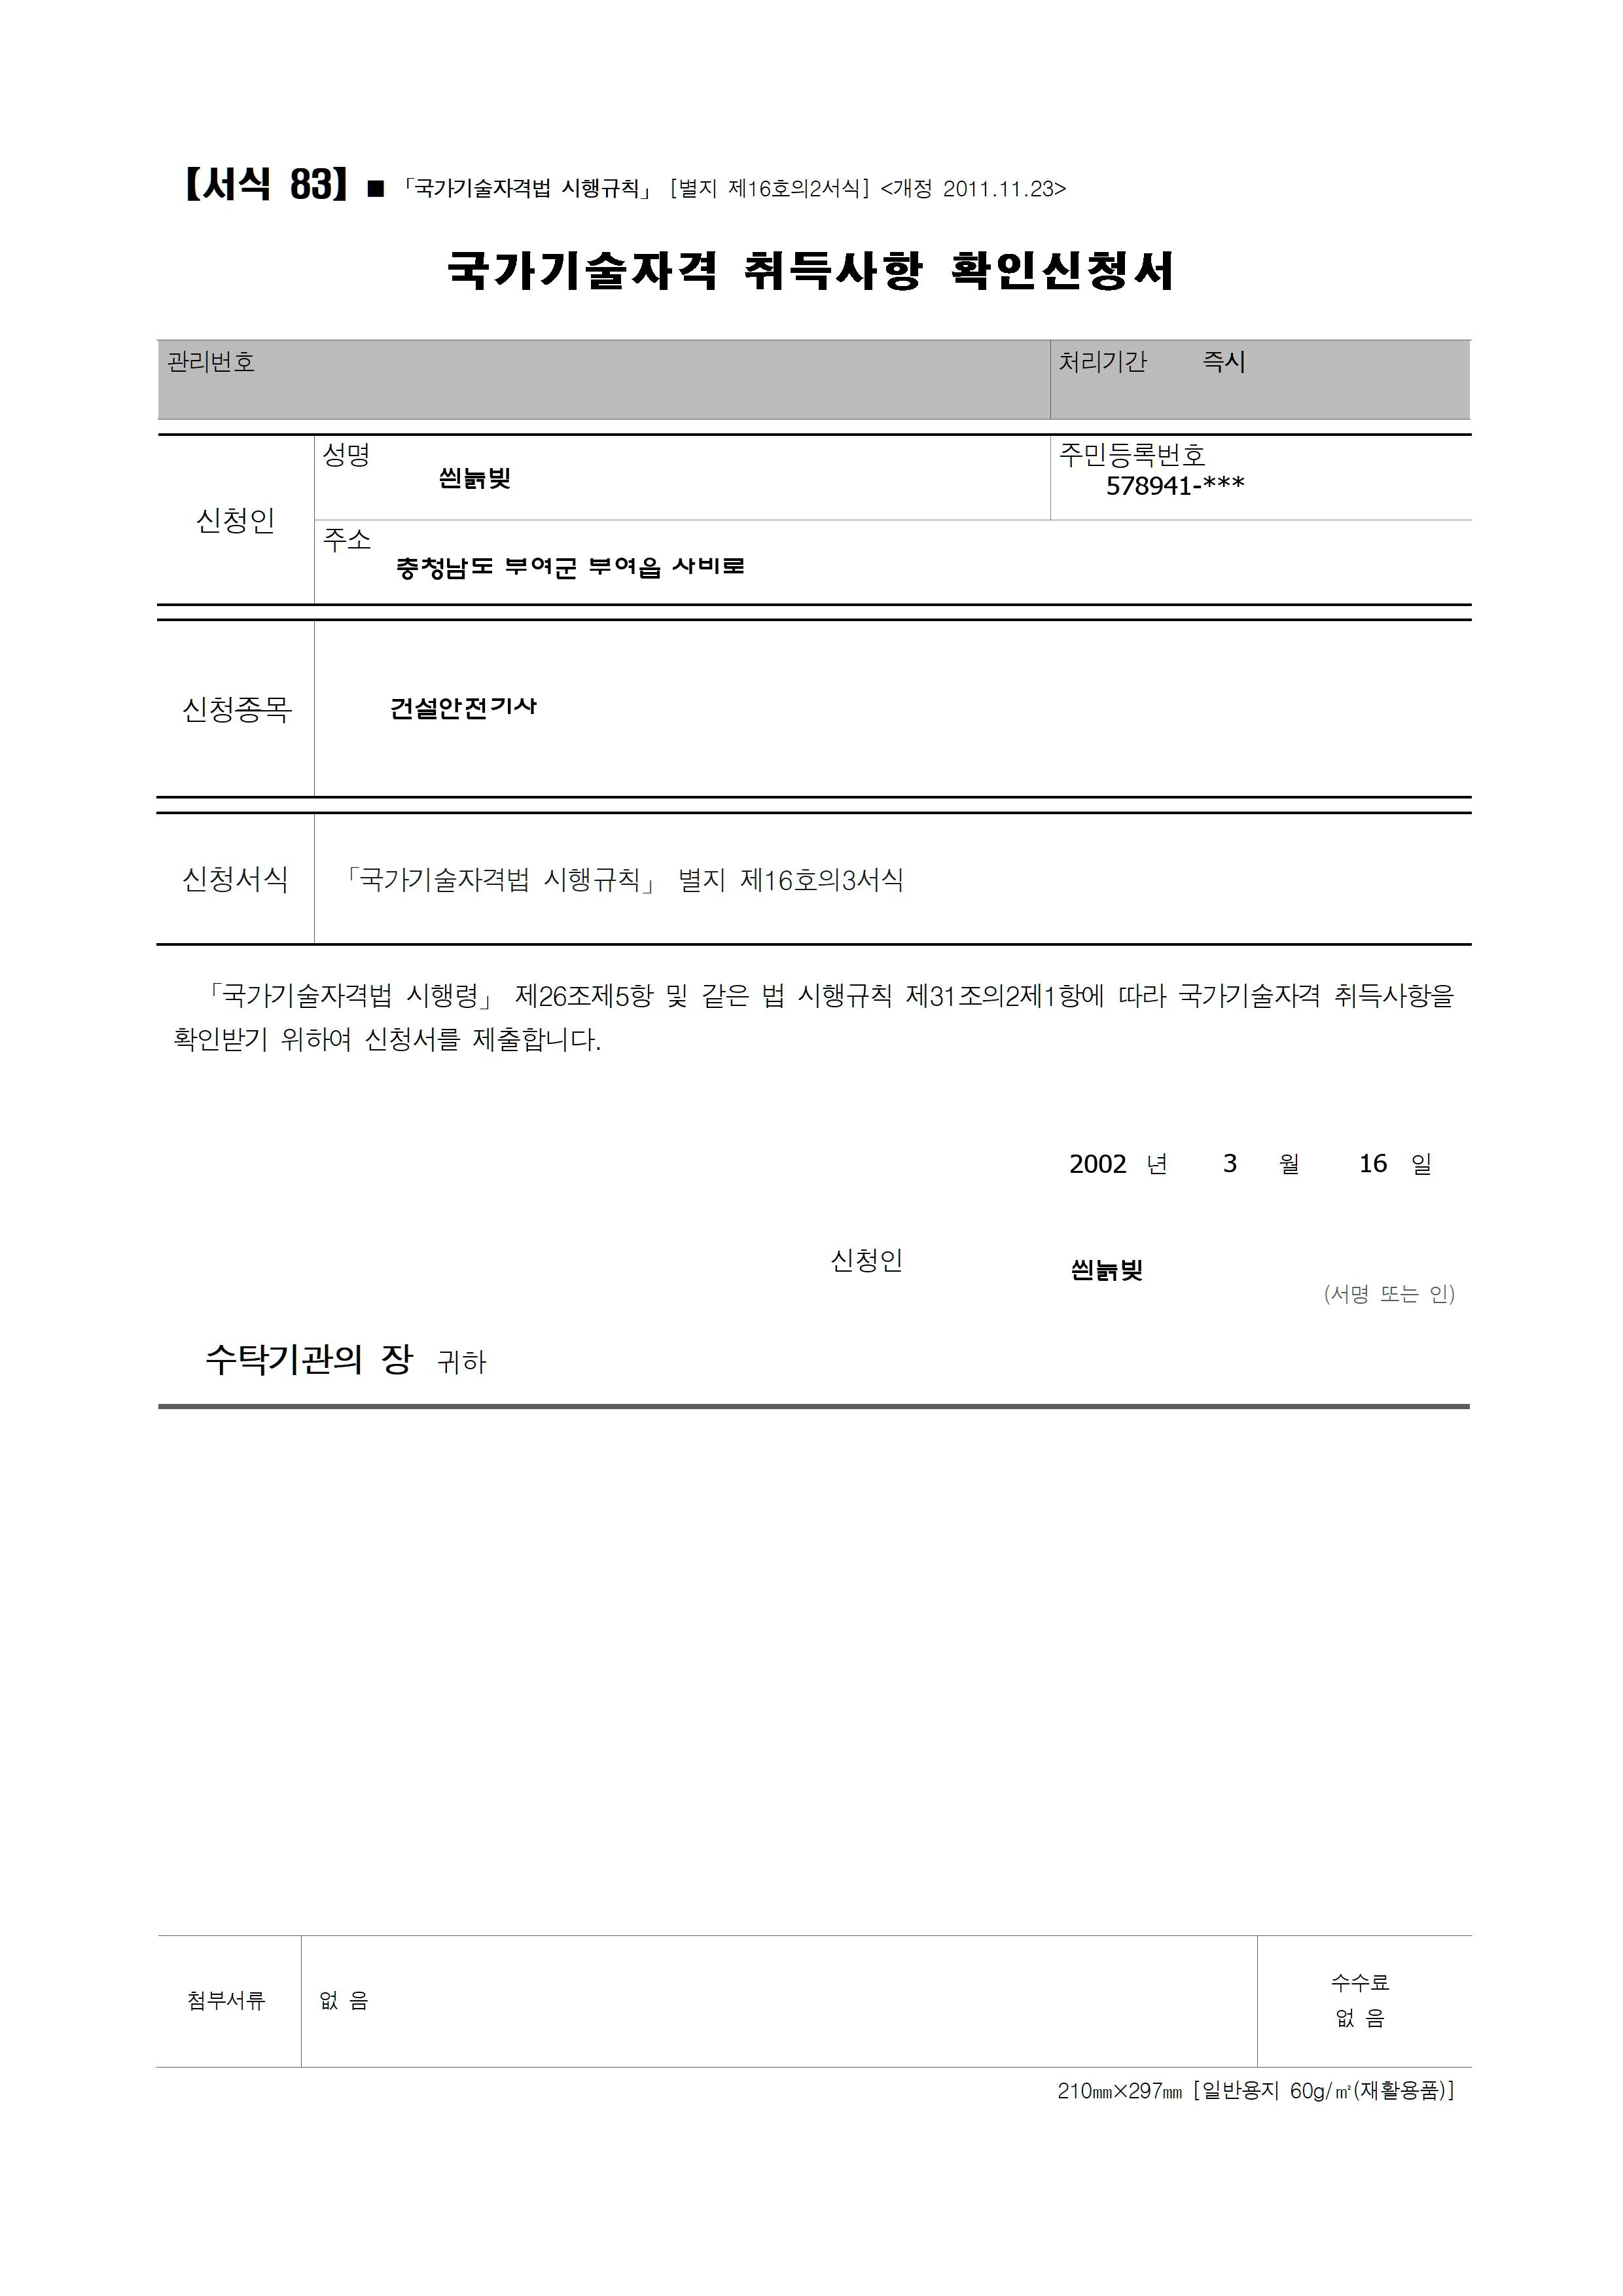 【서식 83】 ■ 「국가기술자격법 시행규칙」 [별지 제16호의2서식] <개정 2011.11.23>
국가기술자격 취득사항 확인신청서
관리번호 처리기간 즉시
성명 주민등록번호
씐늙빚 578941-***
신청인
주소
충청남도 부여군 부여읍 사비로
신청종목 건설안전기사
신청서식 「국가기술자격법 시행규칙」 별지 제16호의3서식
「국가기술자격법 시행령」 제26조제5항 및 같은 법 시행규칙 제31조의2제1항에 따라 국가기술자격 취득사항을
확인받기 위하여 신청서를 제출합니다.
2002 년 3 월 16 일
신청인 씐늙빚
(서명 또는 인)
수탁기관의 장 귀하
첨부서류 없 음 수수료
없 음
210㎜×297㎜ [일반용지 60g/㎡(재활용품)]